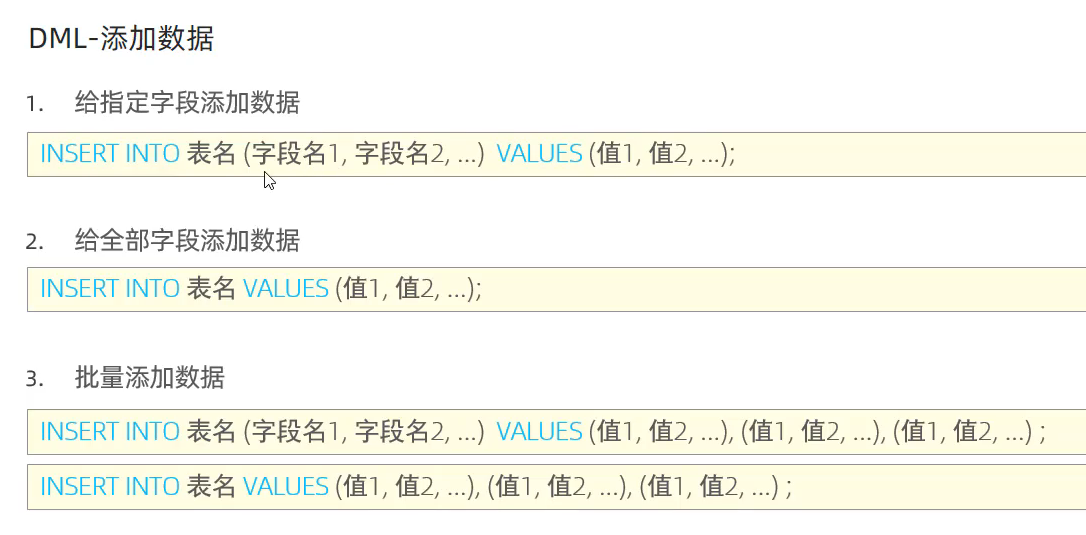 DML-添加数据
1. 给指定字段添加数据
INSERT INTO 表名 (字段名1, 字段名2, ...) VALUES (值1, 值2, ...);
2. 给全部字段添加数据
INSERT INTO 表名 VALUES (值1, 值2, ...);
3. 批量添加数据
INSERT INTO 表名 (字段名1, 字段名2, ...) VALUES (值1, 值2, ...), (值1, 值2, ...), (值1, 值2, ...) ;
INSERT INTO 表名 VALUES (值1, 值2, ...), (值1, 值2, ...), (值1, 值2, ...) ;